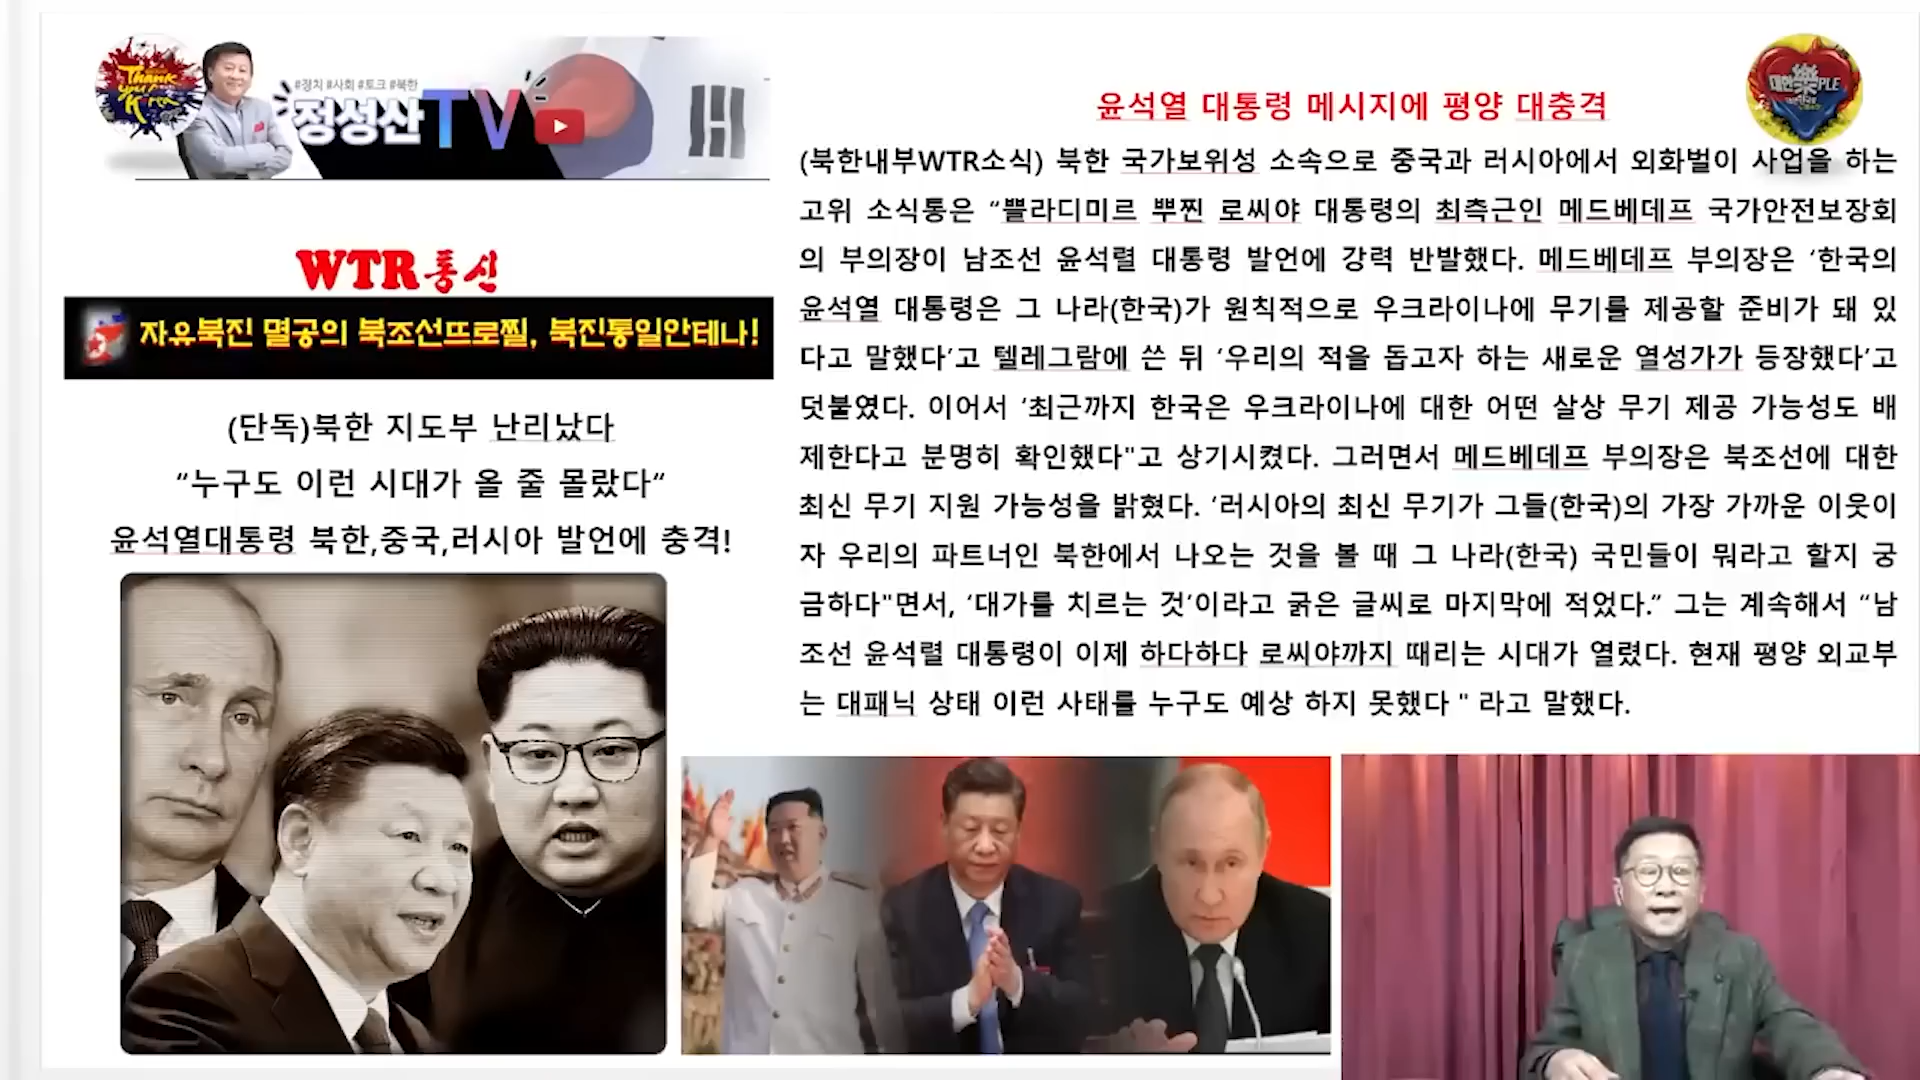 Thank you Korea
#정치 #사회 #토크 #북한
정성산TV
WTR통신
자유북진 멸공의 북조선뜨로찔, 북진통일안테나!
(단독)북한 지도부 난리났다
“누구도 이런 시대가 올 줄 몰랐다“
윤석열대통령 북한,중국,러시아 발언에 충격!
윤석열 대통령 메시지에 평양 대충격
(북한내부WTR소식) 북한 국가보위성 소속으로 중국과 러시아에서 외화벌이 사업을 하는
고위 소식통은 “쁠라디미르 뿌찐 로씨야 대통령의 최측근인 메드베데프 국가안전보장회
의 부의장이 남조선 윤석렬 대통령 발언에 강력 반발했다. 메드베데프 부의장은 ‘한국의
윤석열 대통령은 그 나라(한국)가 원칙적으로 우크라이나에 무기를 제공할 준비가 돼 있
다고 말했다’고 텔레그람에 쓴 뒤 ‘우리의 적을 돕고자 하는 새로운 열성가가 등장했다’고
덧붙였다. 이어서 ‘최근까지 한국은 우크라이나에 대한 어떤 살상 무기 제공 가능성도 배
제한다고 분명히 확인했다"고 상기시켰다. 그러면서 메드베데프 부의장은 북조선에 대한
최신 무기 지원 가능성을 밝혔다. ‘러시아의 최신 무기가 그들(한국)의 가장 가까운 이웃이
자 우리의 파트너인 북한에서 나오는 것을 볼 때 그 나라(한국) 국민들이 뭐라고 할지 궁
금하다"면서, ‘대가를 치르는 것’이라고 굵은 글씨로 마지막에 적었다.” 그는 계속해서 “남
조선 윤석렬 대통령이 이제 하다하다 로씨야까지 때리는 시대가 열렸다. 현재 평양 외교부
는 대패닉 상태 이런 사태를 누구도 예상 하지 못했다 " 라고 말했다.